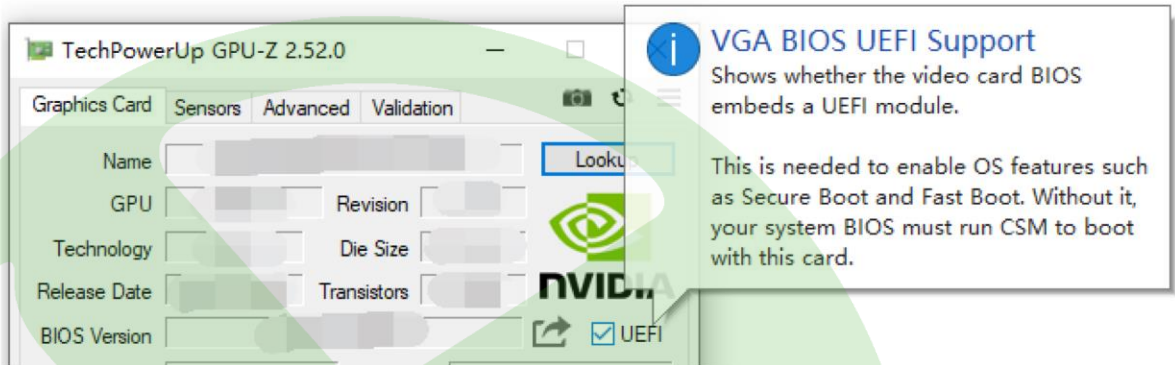 TechPowerUp GPU-Z 2.52.0
Graphics Card Sensors Advanced Validation
Name
Lookup
GPU
Revision
Technology
Die Size
Release Date
Transistors
BIOS Version
NVIDIA
UEFI
VGA BIOS UEFI Support
Shows whether the video card BIOS
embeds a UEFI module.
This is needed to enable OS features such
as Secure Boot and Fast Boot. Without it,
your system BIOS must run CSM to boot
with this card.